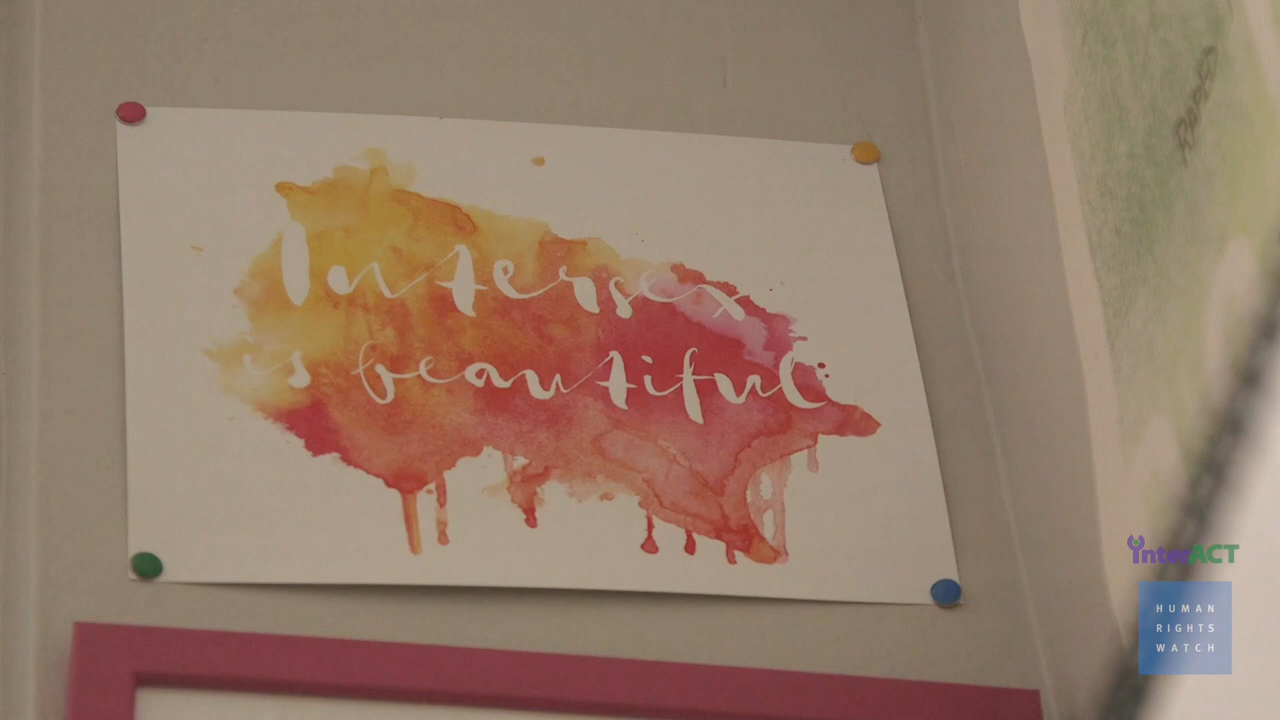 Intersex
is beautiful
interACT
HUMAN
RIGHTS
WATCH